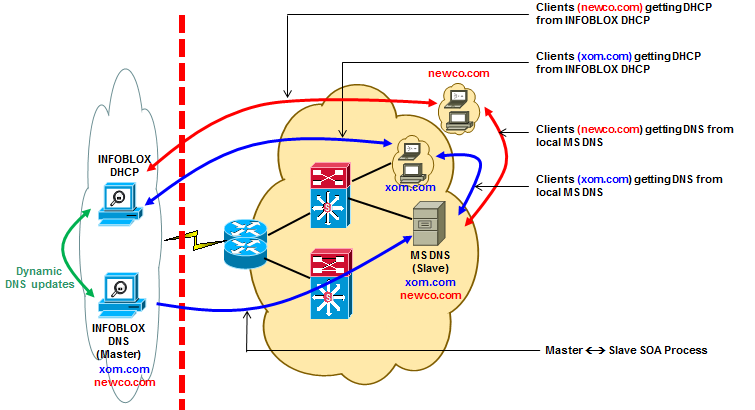 Clients (newco.com) getting DHCP
from INFOBLOX DHCP
Clients (xom.com) getting DHCP
from INFOBLOX DHCP
newco.com
Clients (newco.com) getting DNS from
local MS DNS
INFOBLOX
DHCP
xom.com
Clients (xom.com) getting DNS from
local MS DNS
S
MS DNS
(Slave)
xom.com
newco.com
Dynamic
DNS updates
S
INFOBLOX
DNS
(Master)
xom.com
newco.com
Master <-> Slave SOA Process